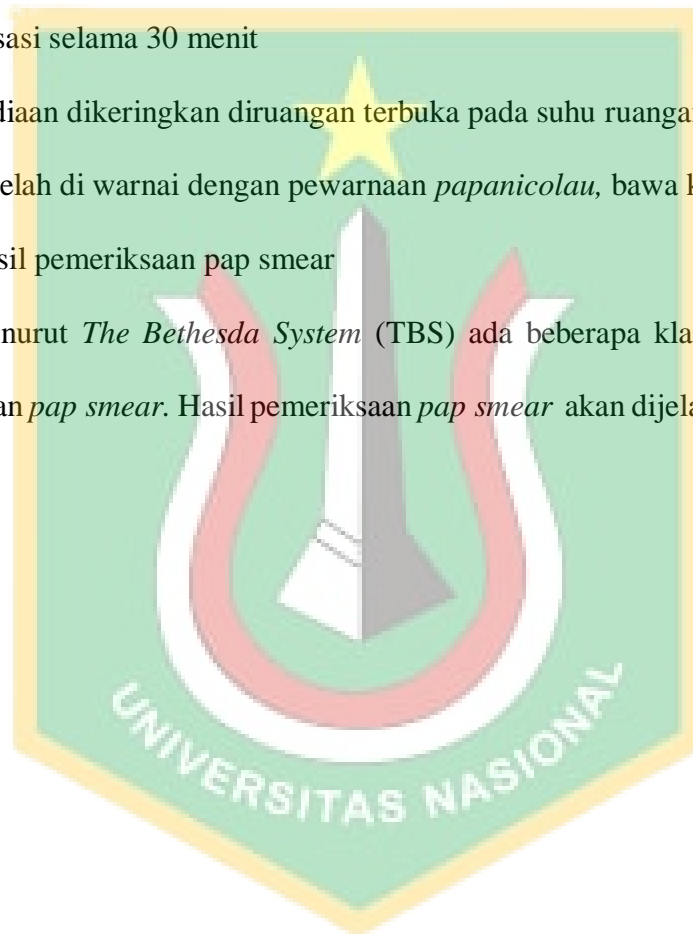 sasi selama 30 menit
diaan dikeringkan diruangan terbuka pada suhu ruangan
elah di warnai dengan pewarnaan papanicolau, bawa k
sil pemeriksaan pap smear
nurut The Bethesda System (TBS) ada beberapa kla
an pap smear. Hasil pemeriksaan pap smear akan dijela
UNIVERSITAS NASIONAL